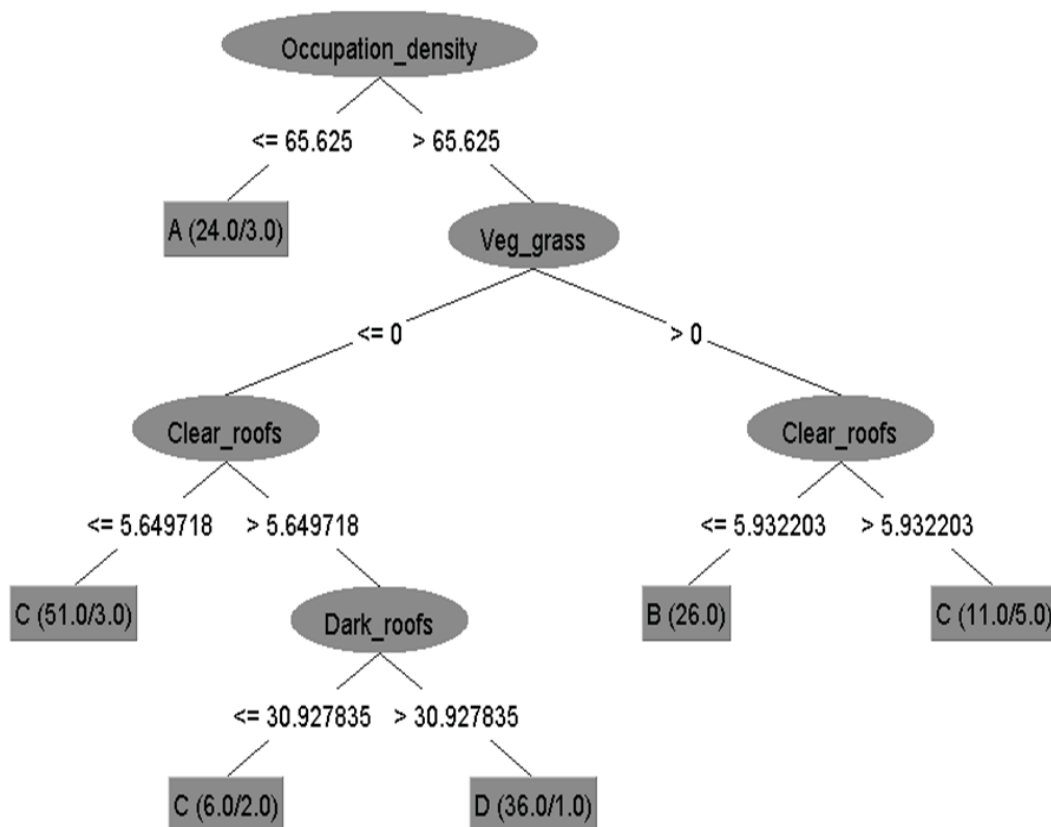 Occupation_density
<= 65.625 > 65.625
A (24.0/3.0)
Veg_grass
<= 0 > 0
Clear_roofs Clear_roofs
<= 5.649718 > 5.649718 <= 5.932203 > 5.932203
C (51.0/3.0) B (26.0) C (11.0/5.0)
Dark_roofs
<= 30.927835 > 30.927835
C (6.0/2.0) D (36.0/1.0)